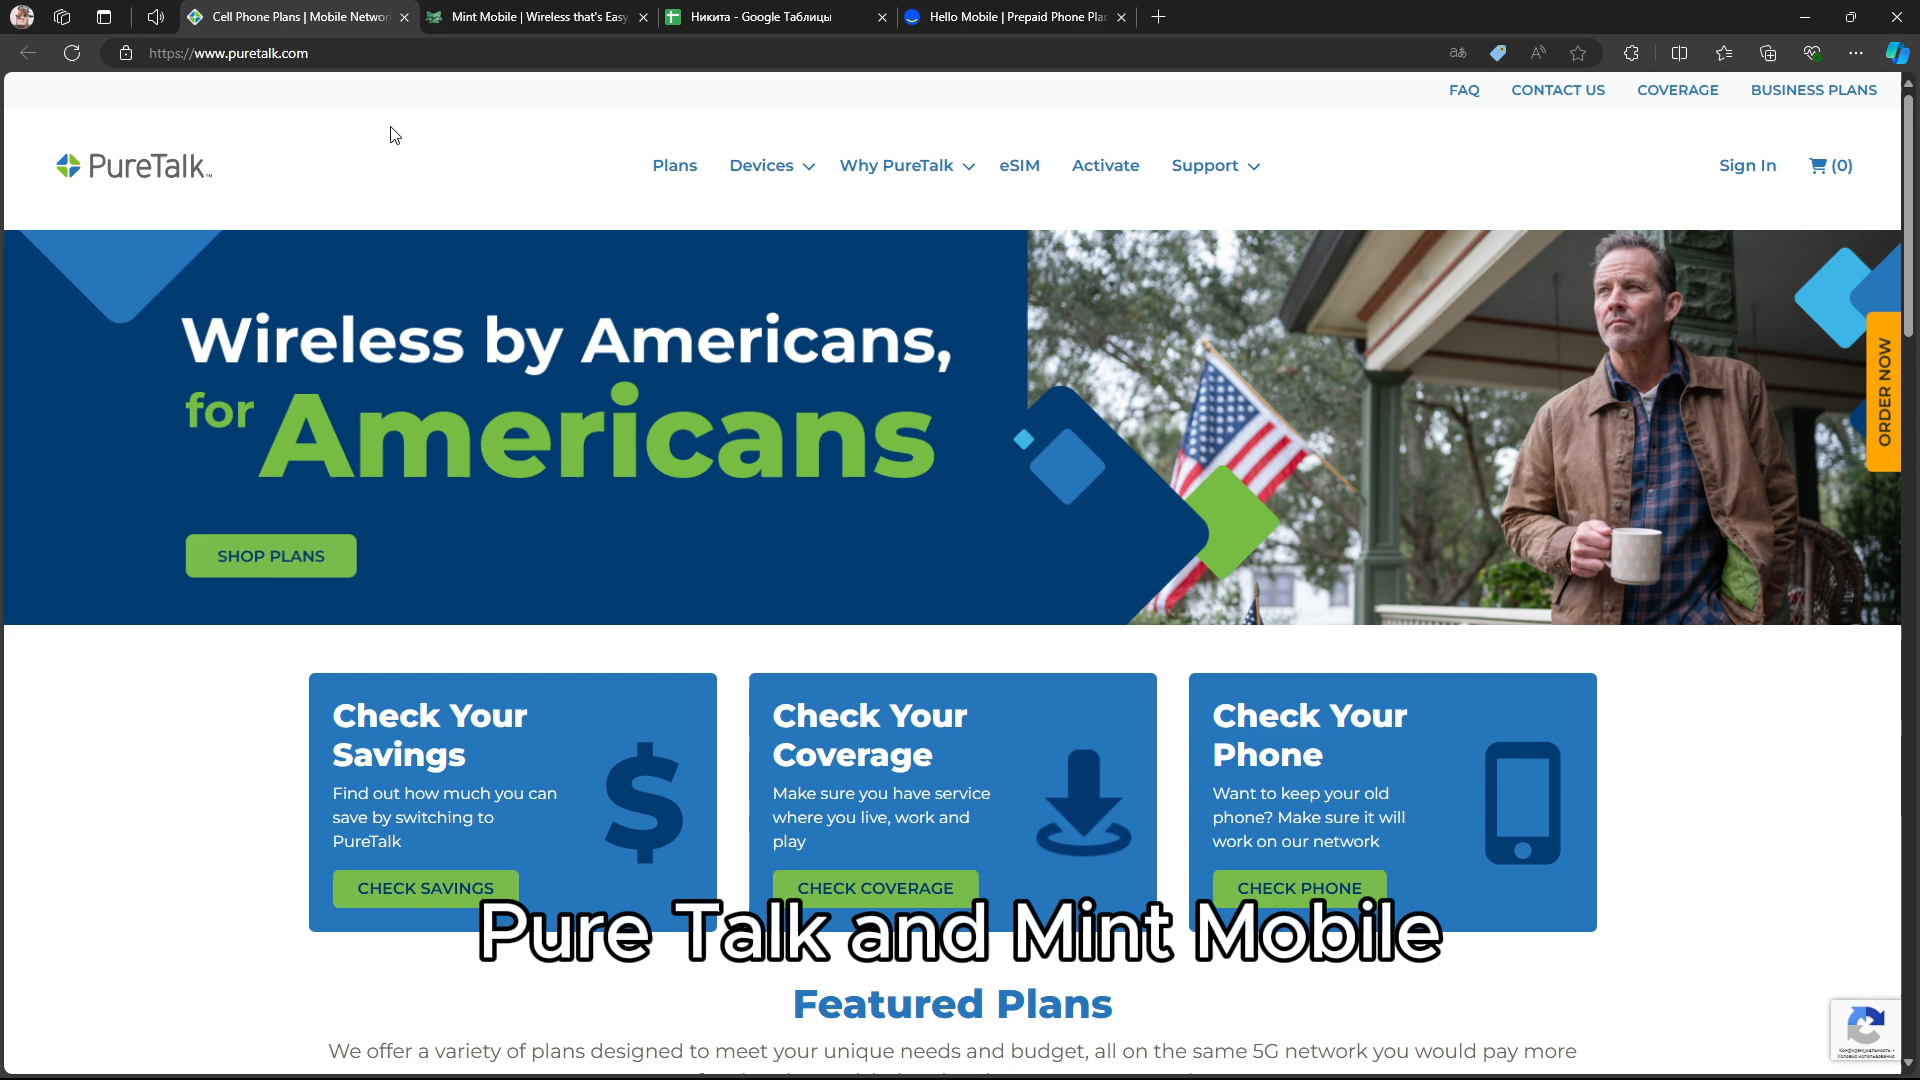 Cell Phone Plans | Mobile Networ
Mint Mobile | Wireless that's Easy
Никита - Google Таблицы
Hello Mobile | Prepaid Phone Plan
https://www.puretalk.com
FAQ
CONTACT US
COVERAGE
BUSINESS PLANS
PureTalk
Plans
Devices
Why PureTalk
eSIM
Activate
Support
Sign In
(0)
Wireless by Americans,
for Americans
SHOP PLANS
ORDER NOW
Check Your
Savings
Find out how much you can
save by switching to
PureTalk
CHECK SAVINGS
Check Your
Coverage
Make sure you have service
where you live, work and
play
CHECK COVERAGE
Check Your
Phone
Want to keep your old
phone? Make sure it will
work on our network
CHECK PHONE
Pure Talk and Mint Mobile
Featured Plans
We offer a variety of plans designed to meet your unique needs and budget, all on the same 5G network you would pay more
Конфиденциальность -
Условия использования